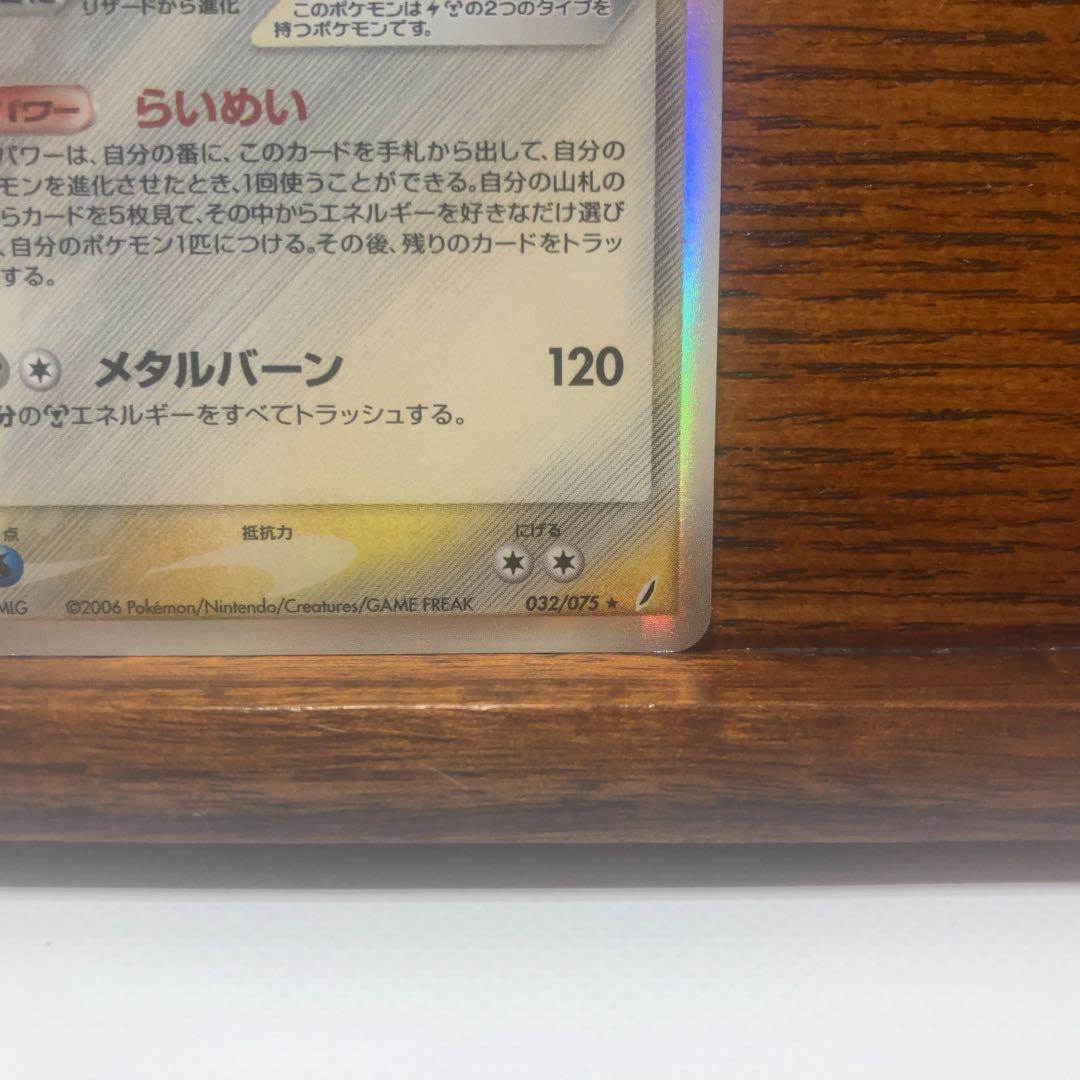 リザードから進化
このポケモンは の2つのタイプを
持つポケモンです。
パワー らいめい
パワーは、自分の番に、このカードを手札から出して、自分の
モンを進化させたとき、1回使うことができる。自分の山札の
らカードを5枚見て、その中からエネルギーを好きなだけ選び
、自分のポケモン1匹につける。その後、残りのカードをトラッ
する。
メタルバーン 120
分の エネルギーをすべてトラッシュする。
点 抵抗力 にげる
MLG ©2006 Pokémon/Nintendo/Creatures/GAME FREAK 032/075 ★